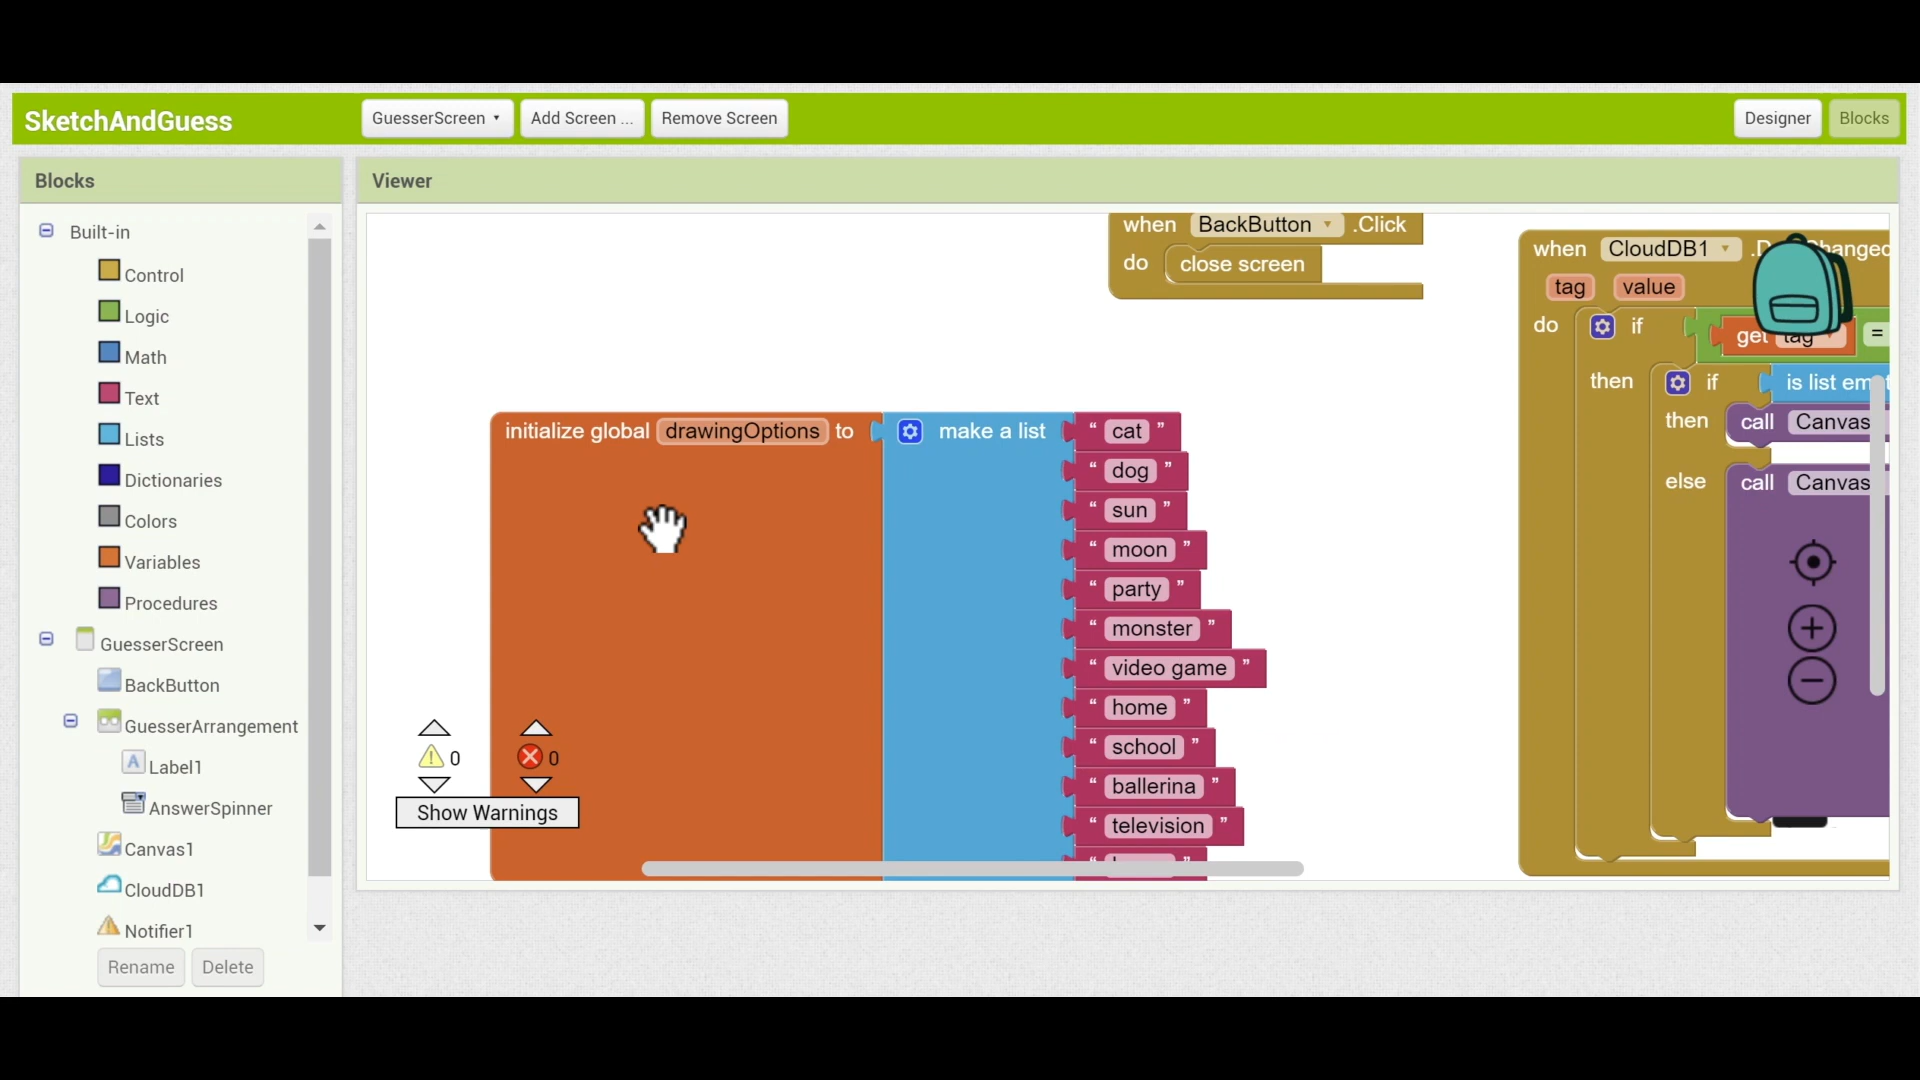 SketchAndGuess
GuesserScreen
Add Screen ...
Remove Screen
Designer
Blocks
Blocks
Built-in
Control
Logic
Math
Text
Lists
Dictionaries
Colors
Variables
Procedures
GuesserScreen
BackButton
GuesserArrangement
Label1
AnswerSpinner
Canvas1
CloudDB1
Notifier1
Rename
Delete
Viewer
when BackButton .Click
do close screen
initialize global drawingOptions to make a list “ cat ”
“ dog ”
“ sun ”
“ moon ”
“ party ”
“ monster ”
“ video game ”
“ home ”
“ school ”
“ ballerina ”
“ television ”
0
0
Show Warnings
when CloudDB1
tag value
do if get tag =
then if is list
then call Canvas
else call Canvas